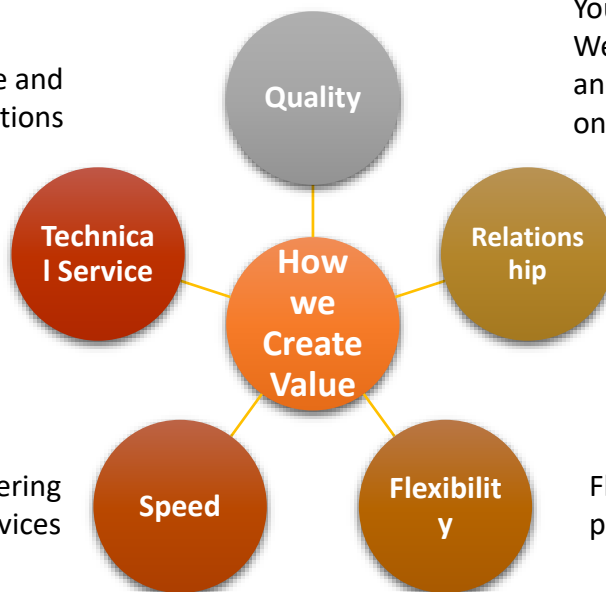 You
We
an
on
e and
tions
Quality
Technica
l Service
Relations
hip
How
we
Create
Value
ering
vices
Speed
Flexibilit
y
Fl
p